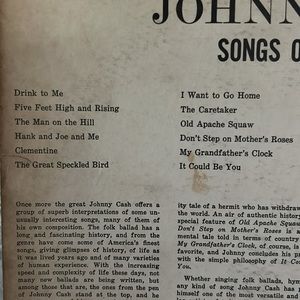 JOHNN
SONGS O
Drink to Me
Five Feet High and Rising
The Man on the Hill
Hank and Joe and Me
Clementine
The Great Speckled Bird
I Want to Go Home
The Caretaker
Old Apache Squaw
Don't Step on Mother's Roses
My Grandfather's Clock
It Could Be You
Once more the great Johnny Cash offers a
group of superb interpretations of some un-
usually interesting songs, many of them of
his own composition. The folk ballad has a
long and fascinating history, and from the
genre have come some of America's finest
songs, giving glimpses of history, of life as
it was lived years ago and of many varieties
of human experience. With the increasing
speed and complexity of life these days, not
many new ballads are being written, but
among those that are, the ones from the pen
of Johnny Cash stand at the top, and he
ity tale of a hermit who has withdraw
the world. An air of authentic history
special feature of Old Apache Squaw
Don't Step on Mother's Roses is a
mental tale told in terms of country
My Grandfather's Clock, of course, is
favorite, and Johnny concludes his pr
with the simple philosophy of It Co
You.
Whether singing folk ballads, hym
any kind of song Johnny Cash has
himself one of the most versatile an